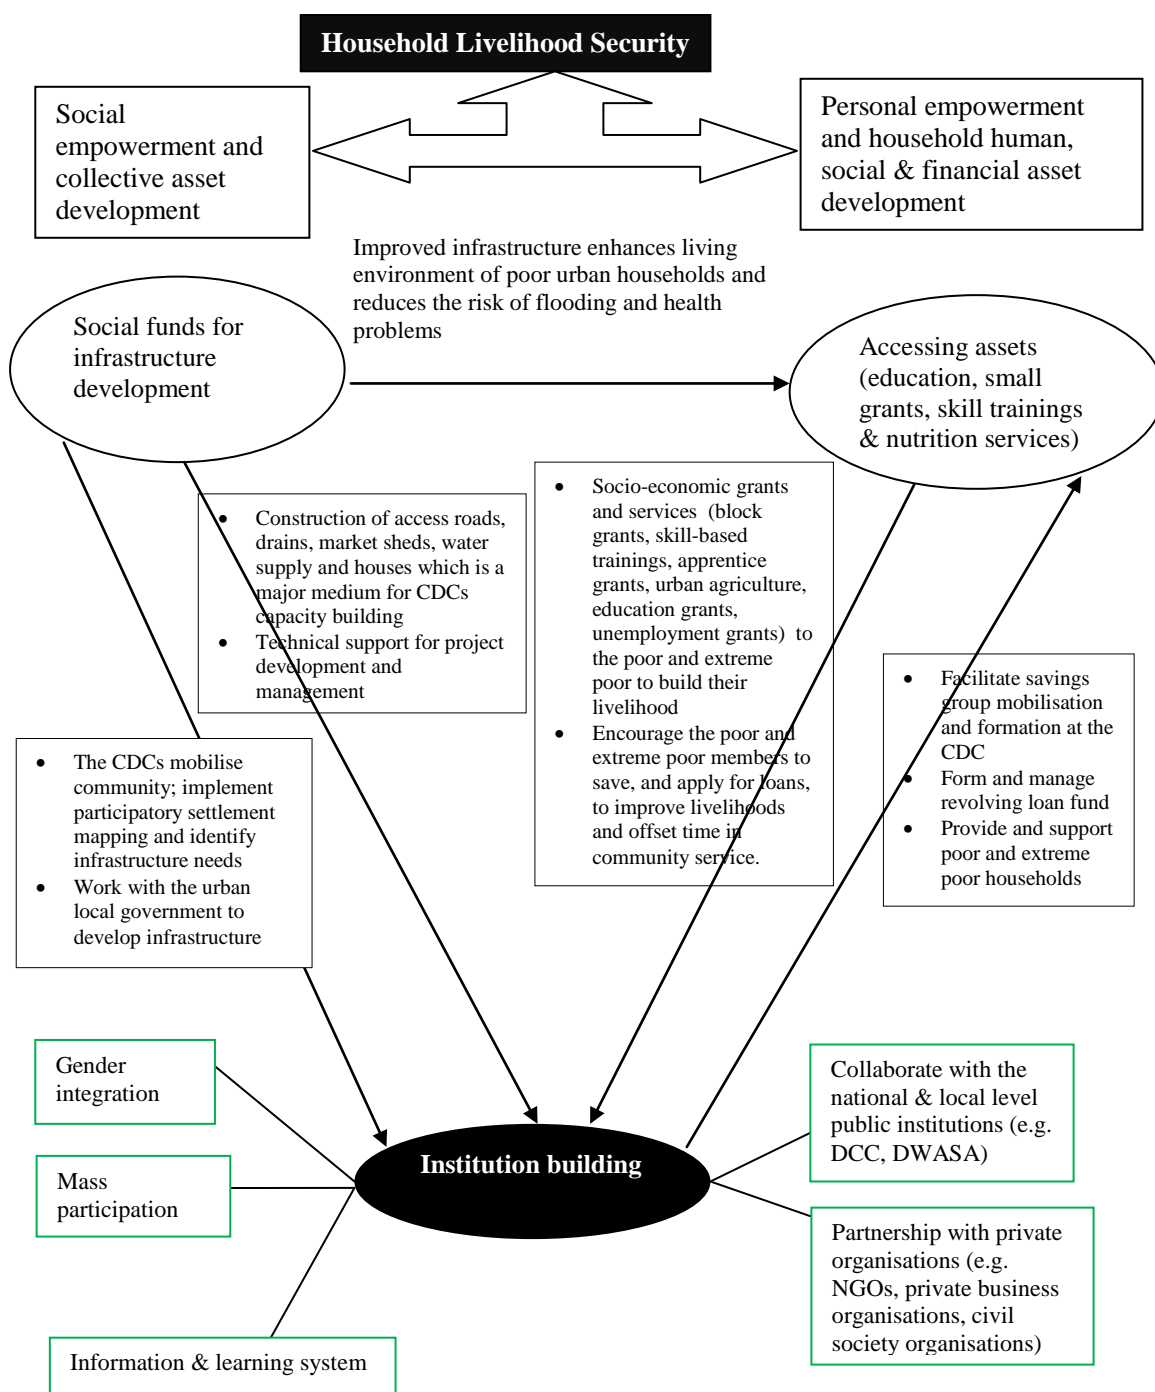 Household Livelihood Security
Social
empowerment and
collective asset
development
Personal empowerment
and household human,
social & financial asset
development
Improved infrastructure enhances living
environment of poor urban households and
reduces the risk of flooding and health
problems
Social funds for
infrastructure
development
Accessing assets
(education, small
grants, skill trainings
& nutrition services)
• Construction of access roads,
drains, market sheds, water
supply and houses which is a
major medium for CDCs
capacity building
• Technical support for project
development and
management
• Socio-economic grants
and services (block
grants, skill-based
trainings, apprentice
grants, urban agriculture,
education grants,
unemployment grants) to
the poor and extreme
poor to build their
livelihood
• Encourage the poor and
extreme poor members to
save, and apply for loans,
to improve livelihoods
and offset time in
community service.
• Facilitate savings
group mobilisation
and formation at the
CDC
• Form and manage
revolving loan fund
• Provide and support
poor and extreme
poor households
• The CDCs mobilise
community; implement
participatory settlement
mapping and identify
infrastructure needs
• Work with the urban
local government to
develop infrastructure
Gender
integration
Mass
participation
Information & learning system
Institution building
Collaborate with the
national & local level
public institutions (e.g.
DCC, DWASA)
Partnership with private
organisations (e.g.
NGOs, private business
organisations, civil
society organisations)